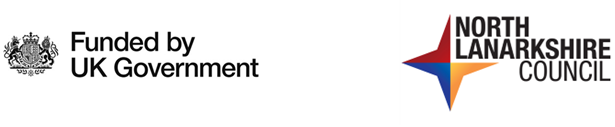 Funded by
UK Government
NORTH
LANARKSHIRE
COUNCIL